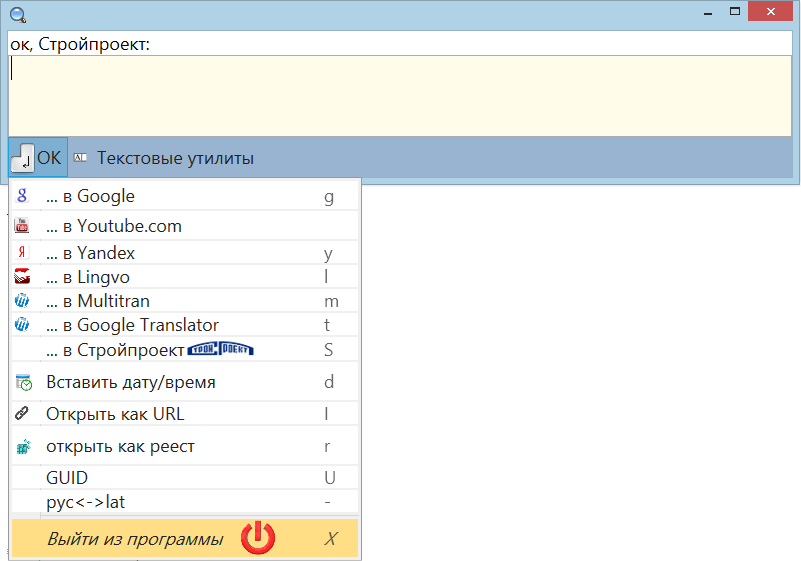 ок, Стройпроект:
OK Текстовые утилиты
... в Google g
... в Youtube.com
... в Yandex y
... в Lingvo l
... в Multitran m
... в Google Translator t
... в Стройпроект СТРОЙПРОЕКТ S
Вставить дату/время d
Открыть как URL l
открыть как реест r
GUID U
рус<->lat -
Выйти из программы X